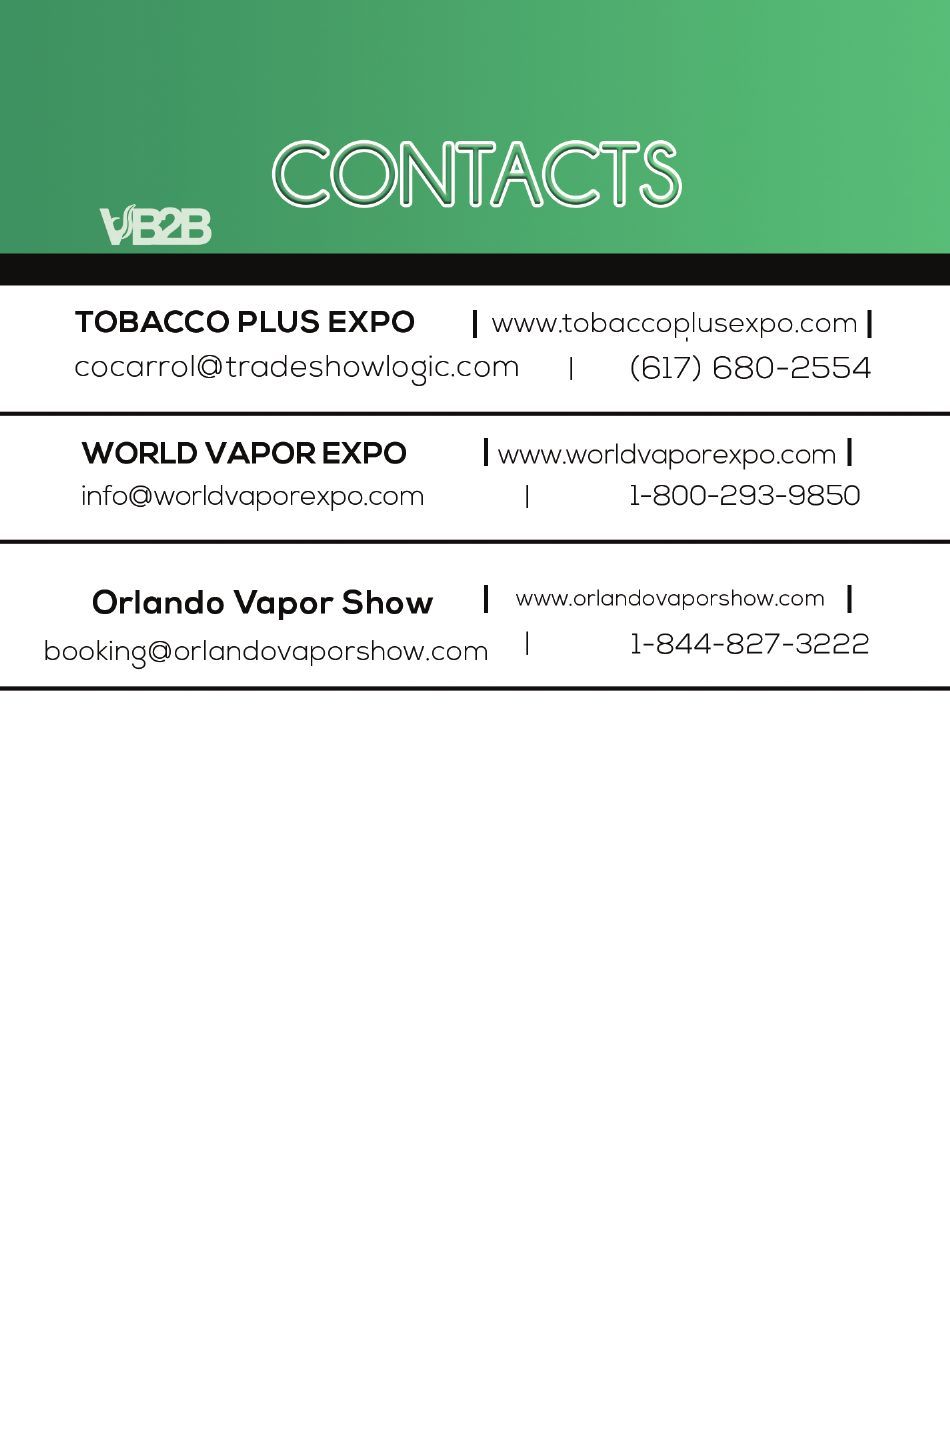 CONTACTS
VB2B
TOBACCO PLUS EXPO | www.tobaccoplusexpo.com |
cocarrol@tradeshowlogic.com | (617) 680-2554
WORLD VAPOR EXPO | www.worldvaporexpo.com |
info@worldvaporexpo.com | 1-800-293-9850
Orlando Vapor Show | www.orlandovaporshow.com |
booking@orlandovaporshow.com | 1-844-827-3222